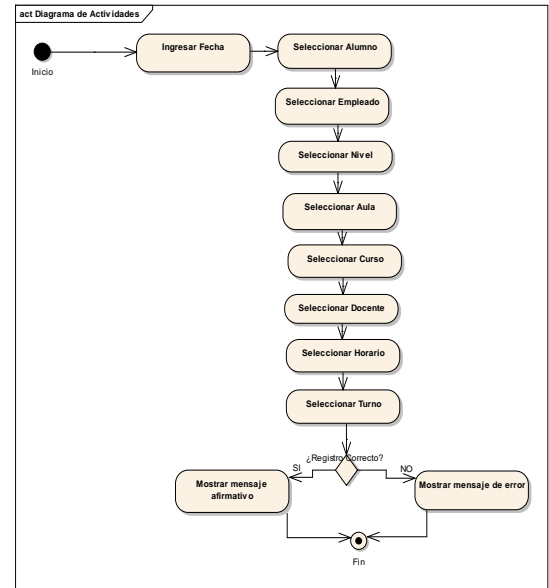 act Diagrama de Actividades
Inicio
Ingresar Fecha
Seleccionar Alumno
Seleccionar Empleado
Seleccionar Nivel
Seleccionar Aula
Seleccionar Curso
Seleccionar Docente
Seleccionar Horario
Seleccionar Turno
¿Registro Correcto?
SI
NO
Mostrar mensaje
afirmativo
Mostrar mensaje de error
Fin